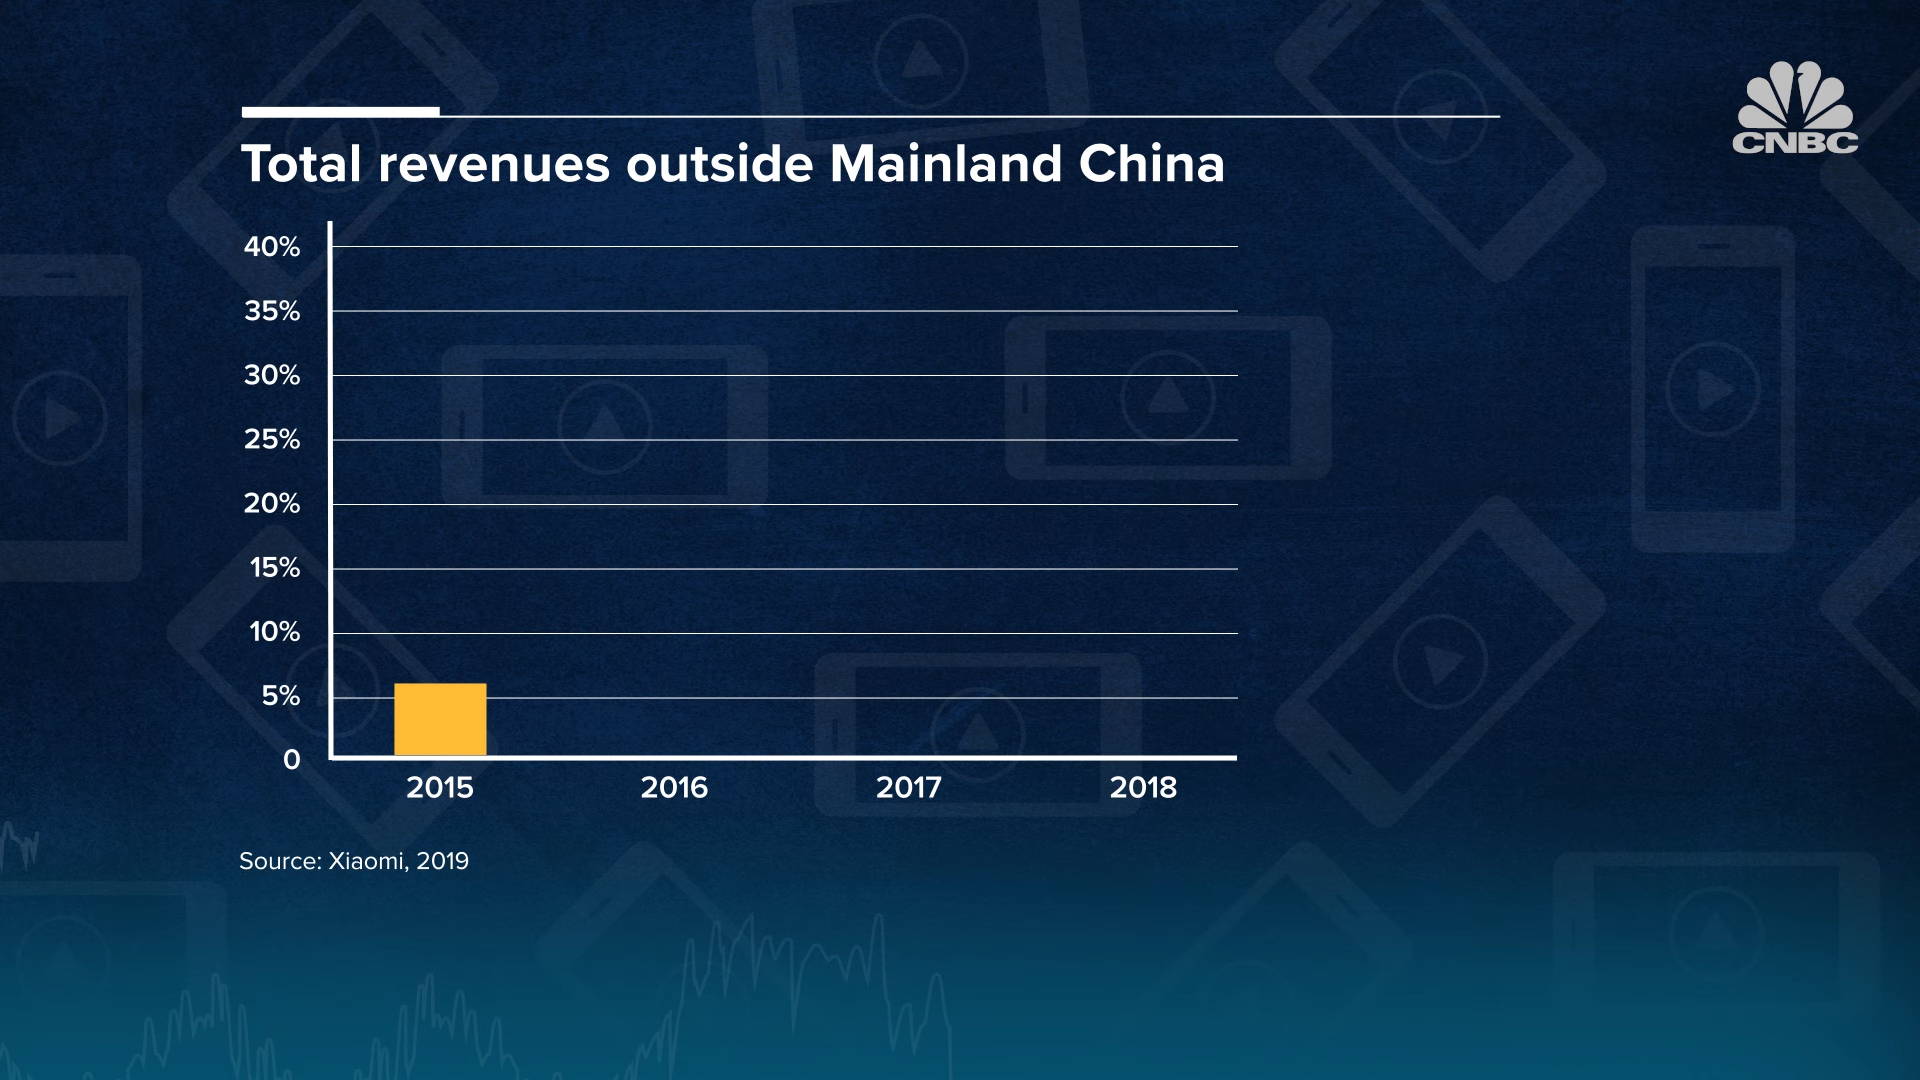 CNBC
Total revenues outside Mainland China
40%
35%
30%
25%
20%
15%
10%
5%
0
2015 2016 2017 2018
Source: Xiaomi, 2019